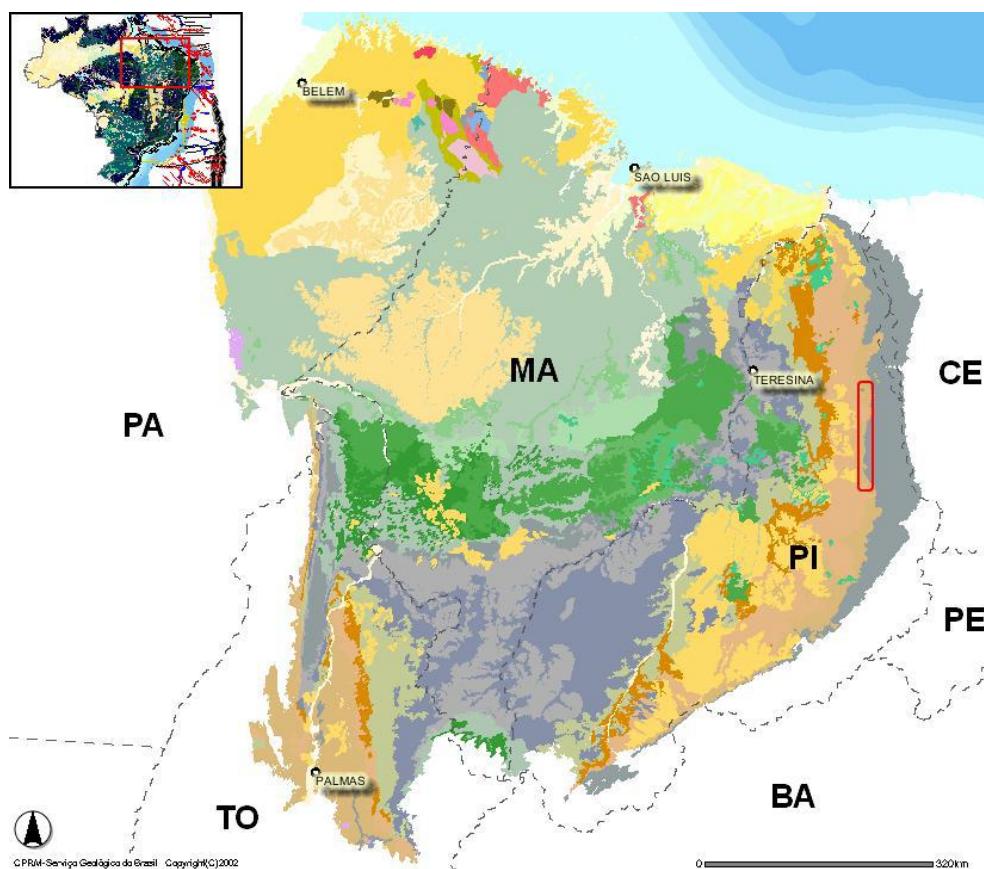 BELEM
SAO LUIS
MA
TERESINA
CE
PA
PI
PE
PALMAS
TO
BA
CPRM-Serviço Geológico do Brasil Copyright(C)2002
0 320km